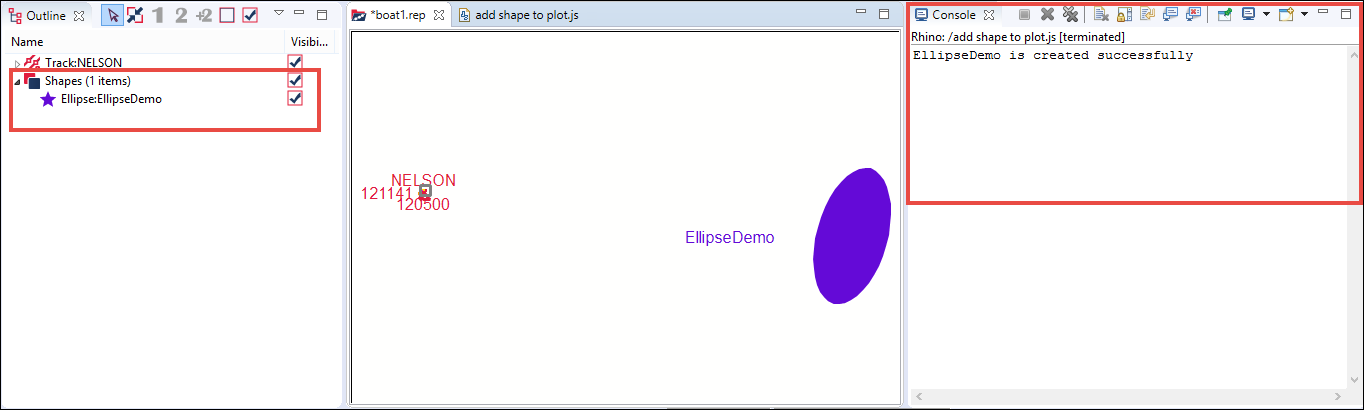 Outline
1 2 +2
Name Visibi...
Track:NELSON
Shapes (1 items)
Ellipse:EllipseDemo
*boat1.rep
add shape to plot.js
NELSON
121141
120500
EllipseDemo
Console
Rhino: /add shape to plot.js [terminated]
EllipseDemo is created successfully